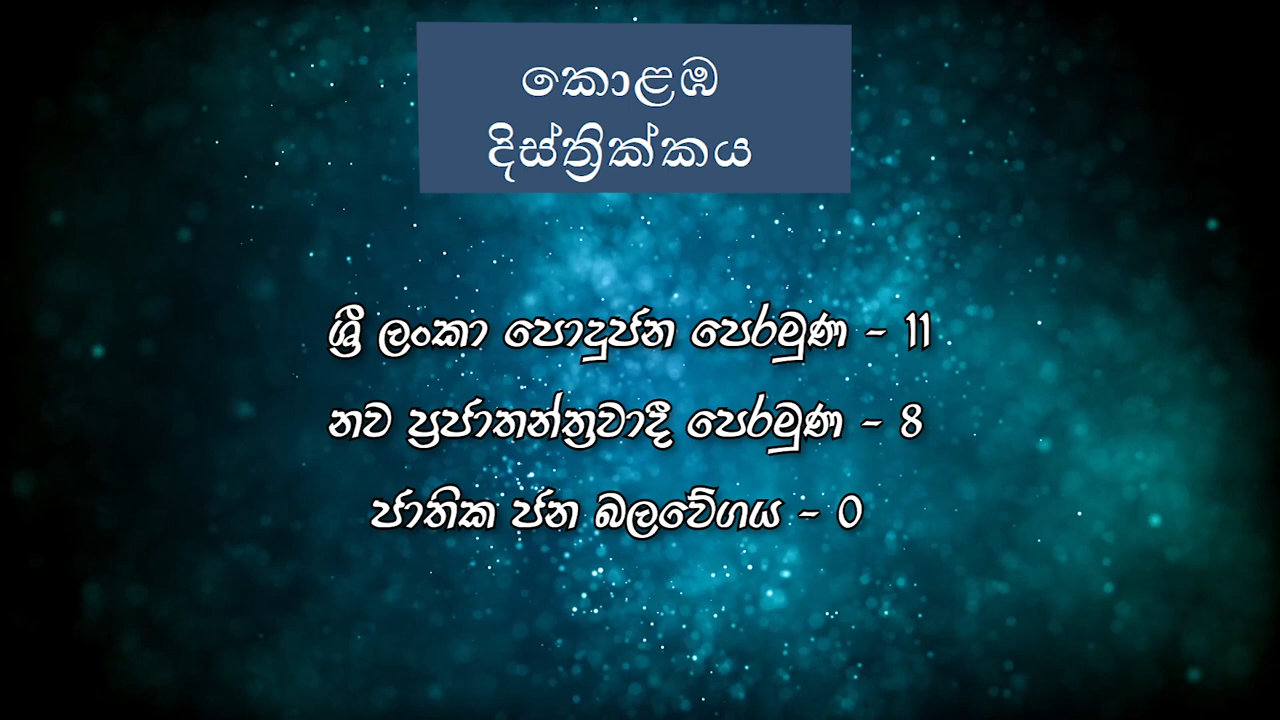 කොළඹ
දිස්ත්‍රික්කය
ශ්‍රී ලංකා පොදුජන පෙරමුණ - 11
නව ප්‍රජාතන්ත්‍රවාදී පෙරමුණ - 8
ජාතික ජන බලවේගය - 0